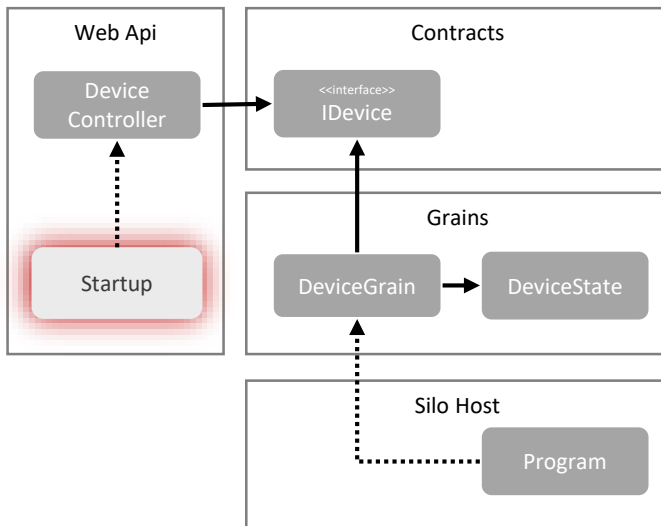 Web Api
Device
Controller
Startup
Contracts
<<interface>>
IDevice
Grains
DeviceGrain
DeviceState
Silo Host
Program